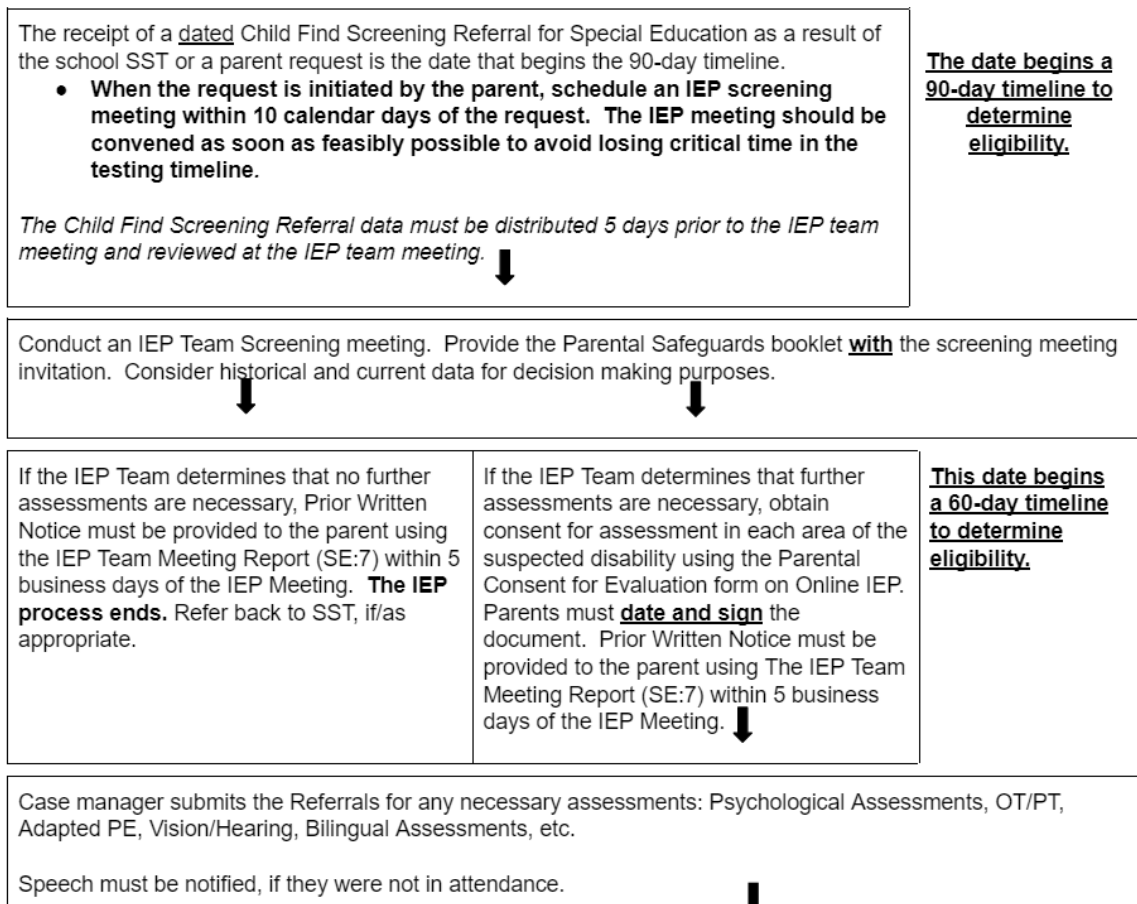 The receipt of a dated Child Find Screening Referral for Special Education as a result of
the school SST or a parent request is the date that begins the 90-day timeline.
● When the request is initiated by the parent, schedule an IEP screening
meeting within 10 calendar days of the request.  The IEP meeting should be
convened as soon as feasibly possible to avoid losing critical time in the
testing timeline.
The Child Find Screening Referral data must be distributed 5 days prior to the IEP team
meeting and reviewed at the IEP team meeting.
The date begins a
90-day timeline to
determine
eligibility.
Conduct an IEP Team Screening meeting.  Provide the Parental Safeguards booklet with the screening meeting
invitation.  Consider historical and current data for decision making purposes.
If the IEP Team determines that no further
assessments are necessary, Prior Written
Notice must be provided to the parent using
the IEP Team Meeting Report (SE:7) within 5
business days of the IEP Meeting.  The IEP
process ends. Refer back to SST, if/as
appropriate.
If the IEP Team determines that further
assessments are necessary, obtain
consent for assessment in each area of the
suspected disability using the Parental
Consent for Evaluation form on Online IEP.
Parents must date and sign the
document.  Prior Written Notice must be
provided to the parent using The IEP Team
Meeting Report (SE:7) within 5 business
days of the IEP Meeting.
This date begins
a 60-day timeline
to determine
eligibility.
Case manager submits the Referrals for any necessary assessments: Psychological Assessments, OT/PT,
Adapted PE, Vision/Hearing, Bilingual Assessments, etc.
Speech must be notified, if they were not in attendance.